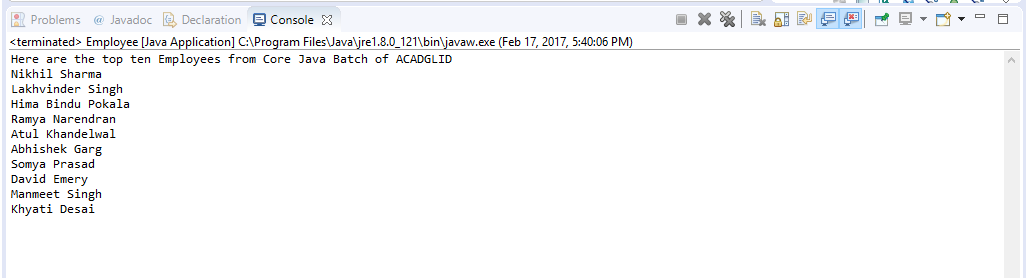 Problems @ Javadoc Declaration Console
<terminated> Employee [Java Application] C:\Program Files\Java\jre1.8.0_121\bin\javaw.exe (Feb 17, 2017, 5:40:06 PM)
Here are the top ten Employees from Core Java Batch of ACADGLID
Nikhil Sharma
Lakhvinder Singh
Hima Bindu Pokala
Ramya Narendran
Atul Khandelwal
Abhishek Garg
Somya Prasad
David Emery
Manmeet Singh
Khyati Desai